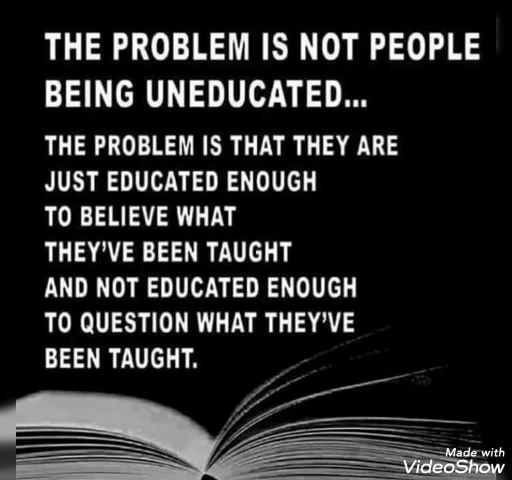 THE PROBLEM IS NOT PEOPLE
BEING UNEDUCATED...
THE PROBLEM IS THAT THEY ARE
JUST EDUCATED ENOUGH
TO BELIEVE WHAT
THEY'VE BEEN TAUGHT
AND NOT EDUCATED ENOUGH
TO QUESTION WHAT THEY'VE
BEEN TAUGHT.
Made with
VideoShow